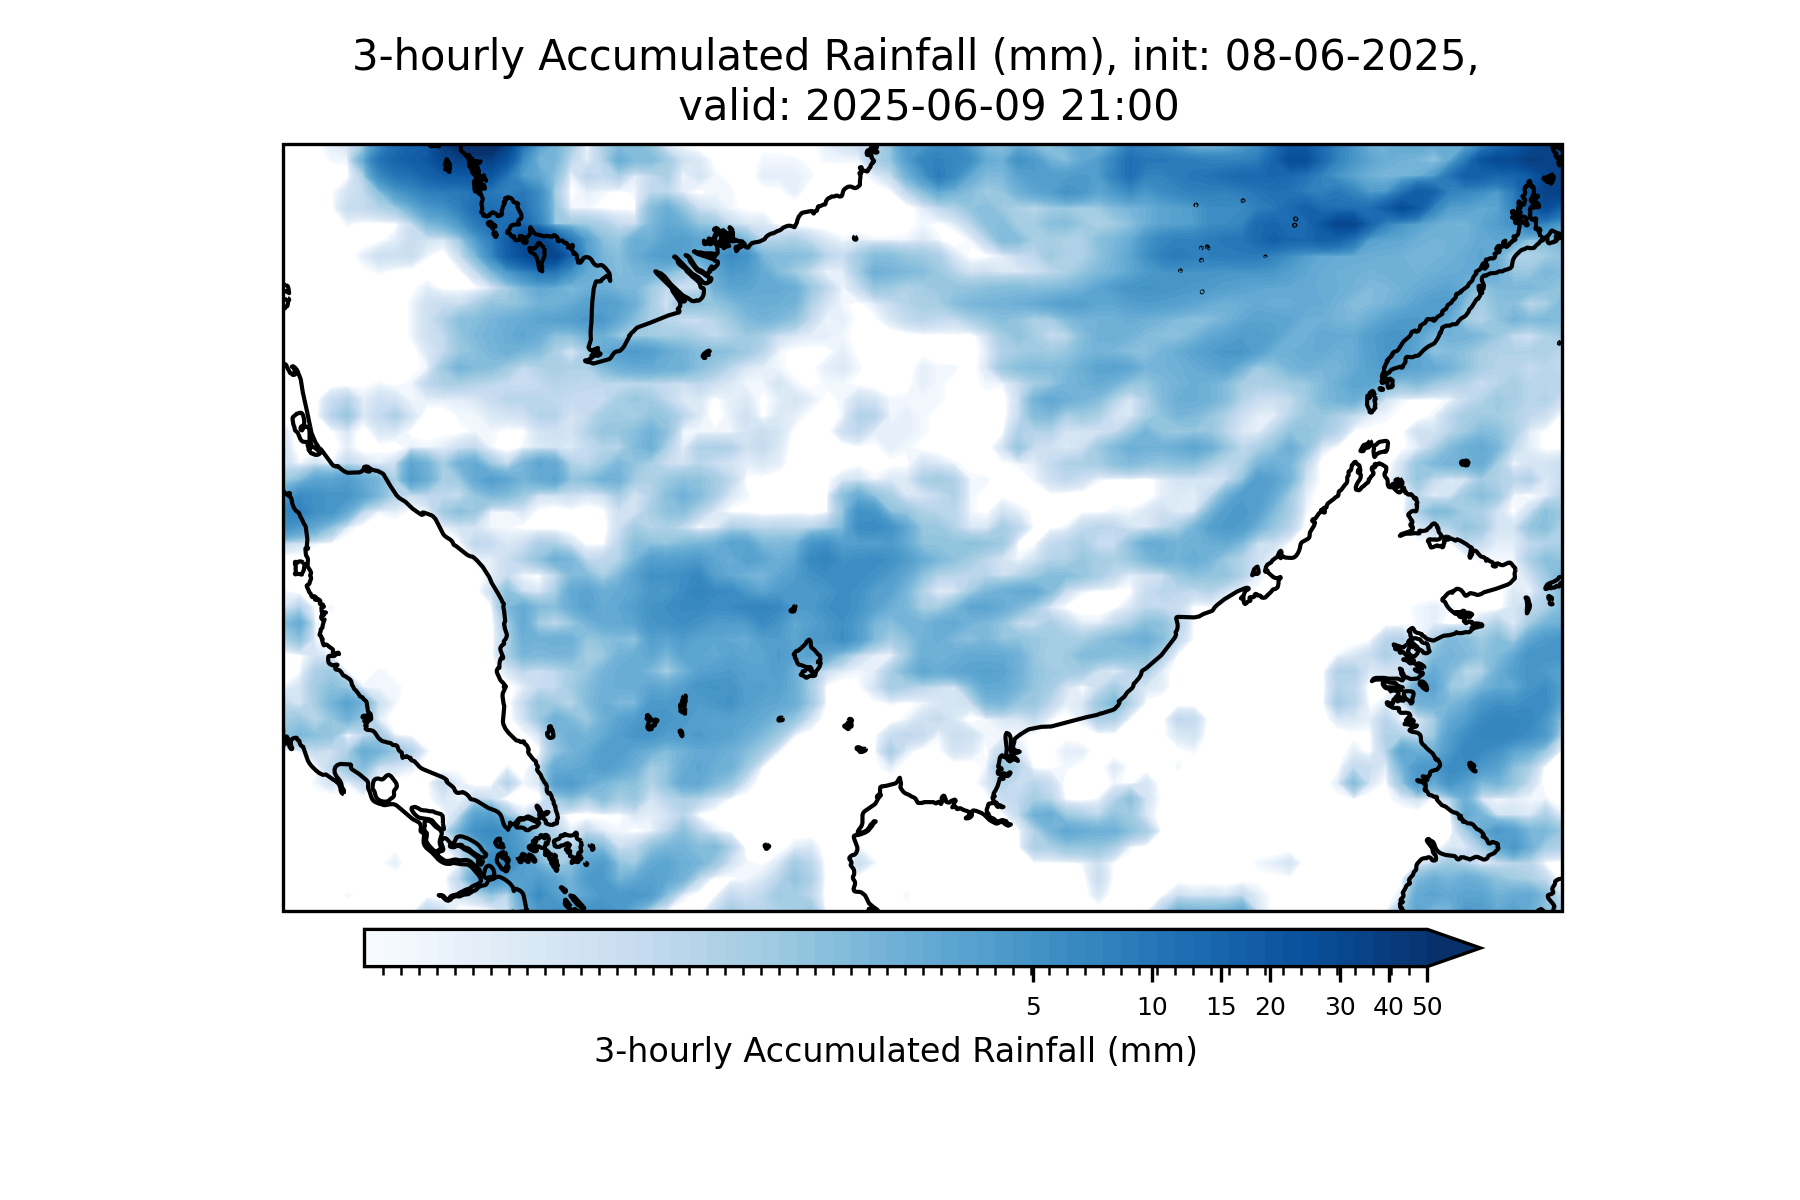 3-hourly Accumulated Rainfall (mm), init: 08-06-2025,
valid: 2025-06-09 21:00
5 10 15 20 30 40 50
3-hourly Accumulated Rainfall (mm)